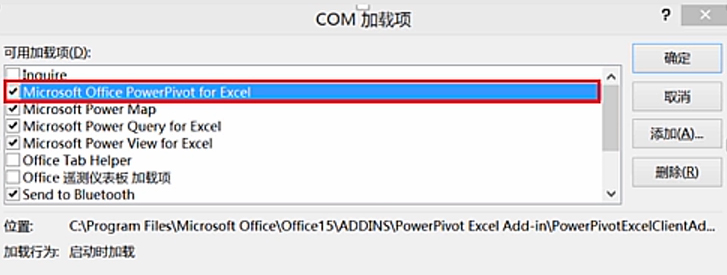 COM 加载项
?
可用加载项(D):
Inquire
Microsoft Office PowerPivot for Excel
Microsoft Power Map
Microsoft Power Query for Excel
Microsoft Power View for Excel
Office Tab Helper
Office 遥测仪表板 加载项
Send to Bluetooth
确定
取消
添加(A)...
删除(R)
位置: C:\Program Files\Microsoft Office\Office15\ADDINS\PowerPivot Excel Add-in\PowerPivotExcelClientAd...
加载行为: 启动时加载